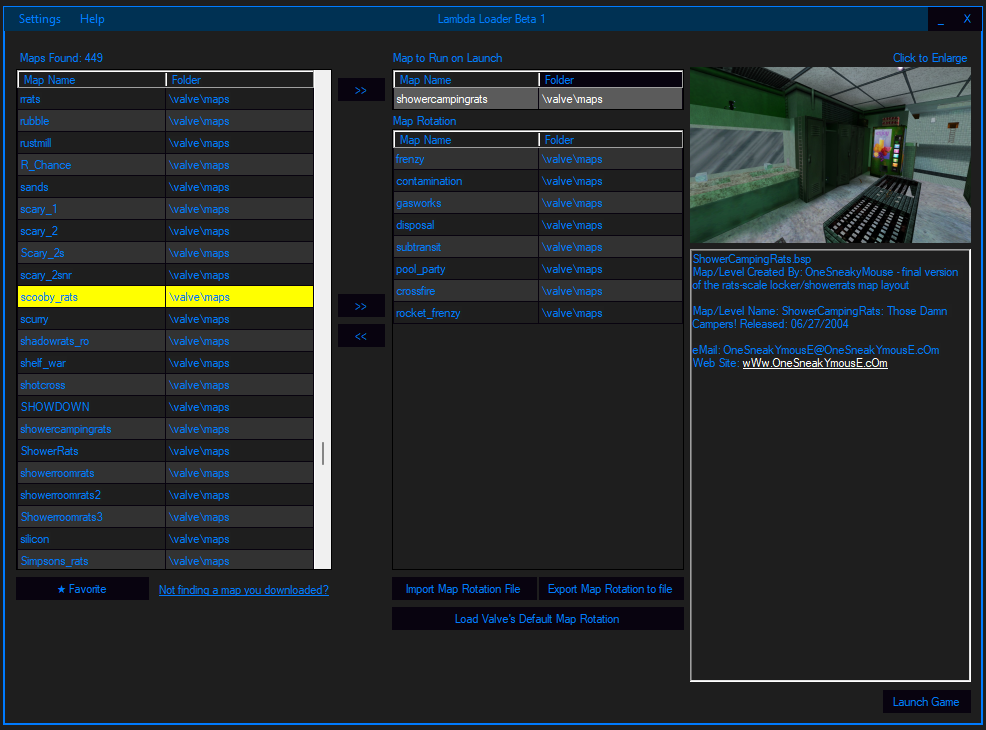 Settings Help Lambda Loader Beta 1 _ X
Maps Found: 449
Map Name Folder
rrats \valve\maps
rubble \valve\maps
rustmill \valve\maps
R_Chance \valve\maps
sands \valve\maps
scary_1 \valve\maps
scary_2 \valve\maps
Scary_2s \valve\maps
scary_2snr \valve\maps
scooby_rats \valve\maps
scurry \valve\maps
shadowrats_ro \valve\maps
shelf_war \valve\maps
shotcross \valve\maps
SHOWDOWN \valve\maps
showercampingrats \valve\maps
ShowerRats \valve\maps
showerroomrats \valve\maps
showerroomrats2 \valve\maps
Showerroomrats3 \valve\maps
silicon \valve\maps
Simpsons_rats \valve\maps
★ Favorite
Not finding a map you downloaded?
>>
>>
<<
Map to Run on Launch
Map Name Folder
showercampingrats \valve\maps
Map Rotation
Map Name Folder
frenzy \valve\maps
contamination \valve\maps
gasworks \valve\maps
disposal \valve\maps
subtransit \valve\maps
pool_party \valve\maps
crossfire \valve\maps
rocket_frenzy \valve\maps
Import Map Rotation File
Export Map Rotation to file
Load Valve's Default Map Rotation
Click to Enlarge
ShowerCampingRats.bsp
Map/Level Created By: OneSneakyMouse - final version
of the rats-scale locker/showerrats map layout
Map/Level Name: ShowerCampingRats: Those Damn
Campers! Released: 06/27/2004
eMail: OneSneakYmousE@OneSneakYmousE.cOm
Web Site: wWw.OneSneakYmousE.cOm
Launch Game